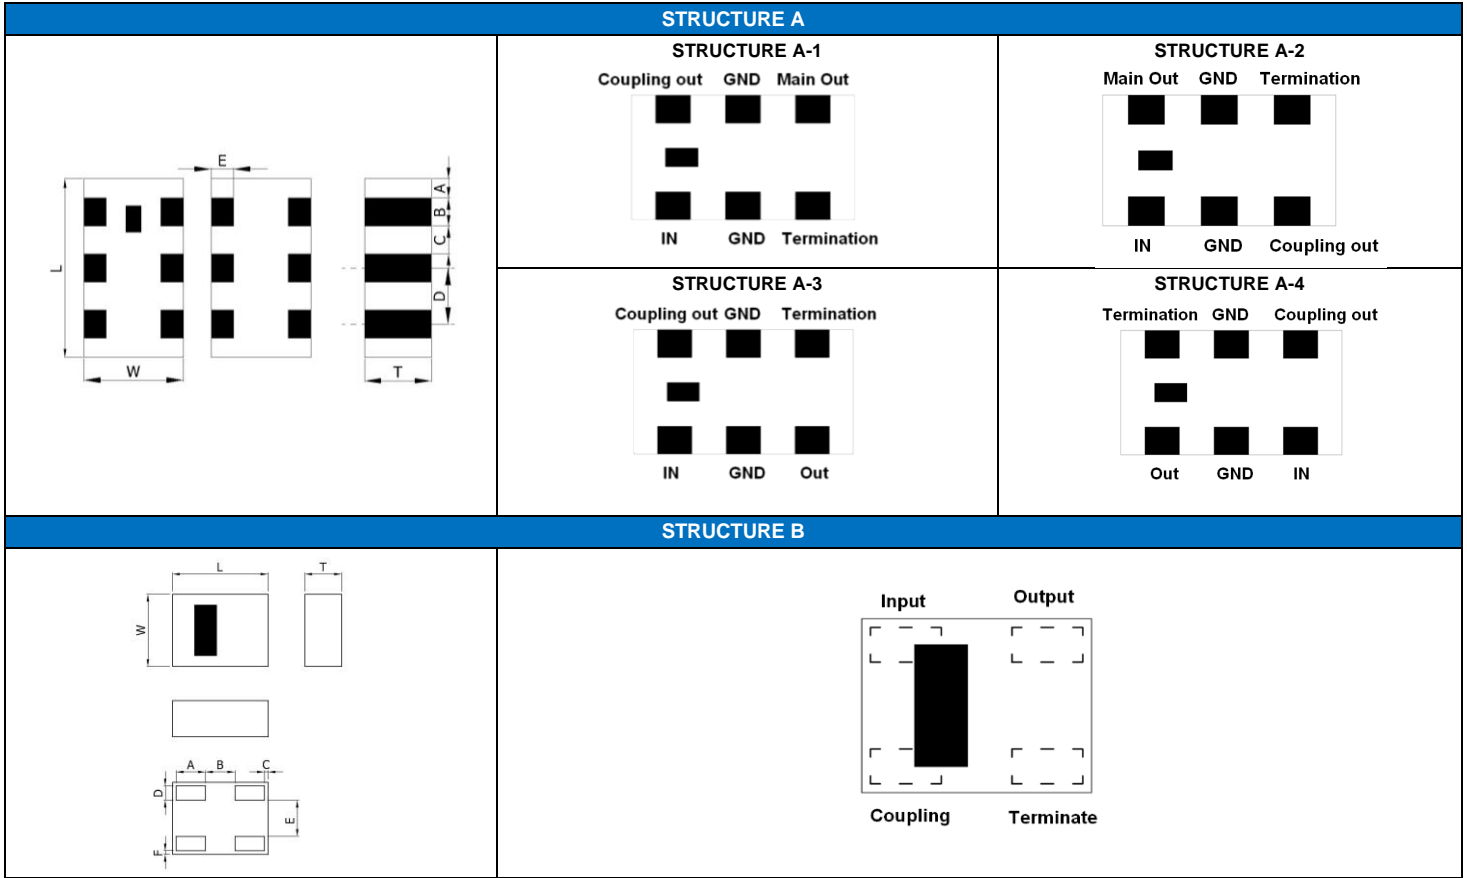 STRUCTURE A
E
A
B
C
D
L
W
T
STRUCTURE A-1
Coupling out GND Main Out
IN GND Termination
STRUCTURE A-2
Main Out GND Termination
IN GND Coupling out
STRUCTURE A-3
Coupling out GND Termination
IN GND Out
STRUCTURE A-4
Termination GND Coupling out
Out GND IN
STRUCTURE B
L T
W
A B C
D
E
F
Input Output
Coupling Terminate